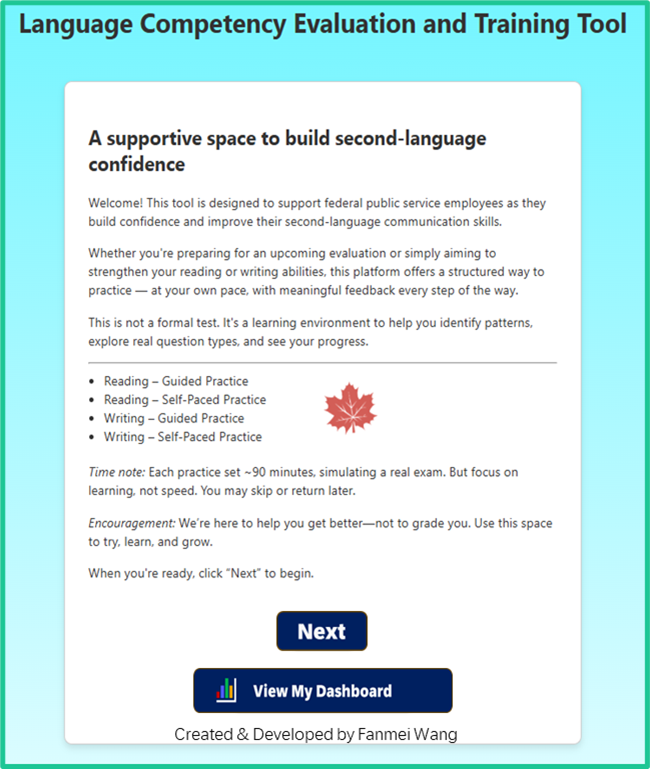 Language Competency Evaluation and Training Tool
A supportive space to build second-language
confidence
Welcome! This tool is designed to support federal public service employees as they
build confidence and improve their second-language communication skills.
Whether you're preparing for an upcoming evaluation or simply aiming to
strengthen your reading or writing abilities, this platform offers a structured way to
practice — at your own pace, with meaningful feedback every step of the way.
This is not a formal test. It's a learning environment to help you identify patterns,
explore real question types, and see your progress.
• Reading – Guided Practice
• Reading – Self-Paced Practice
• Writing – Guided Practice
• Writing – Self-Paced Practice
Time note: Each practice set ~90 minutes, simulating a real exam. But focus on
learning, not speed. You may skip or return later.
Encouragement: We're here to help you get better—not to grade you. Use this space
to try, learn, and grow.
When you're ready, click "Next" to begin.
Next
View My Dashboard
Created & Developed by Fanmei Wang